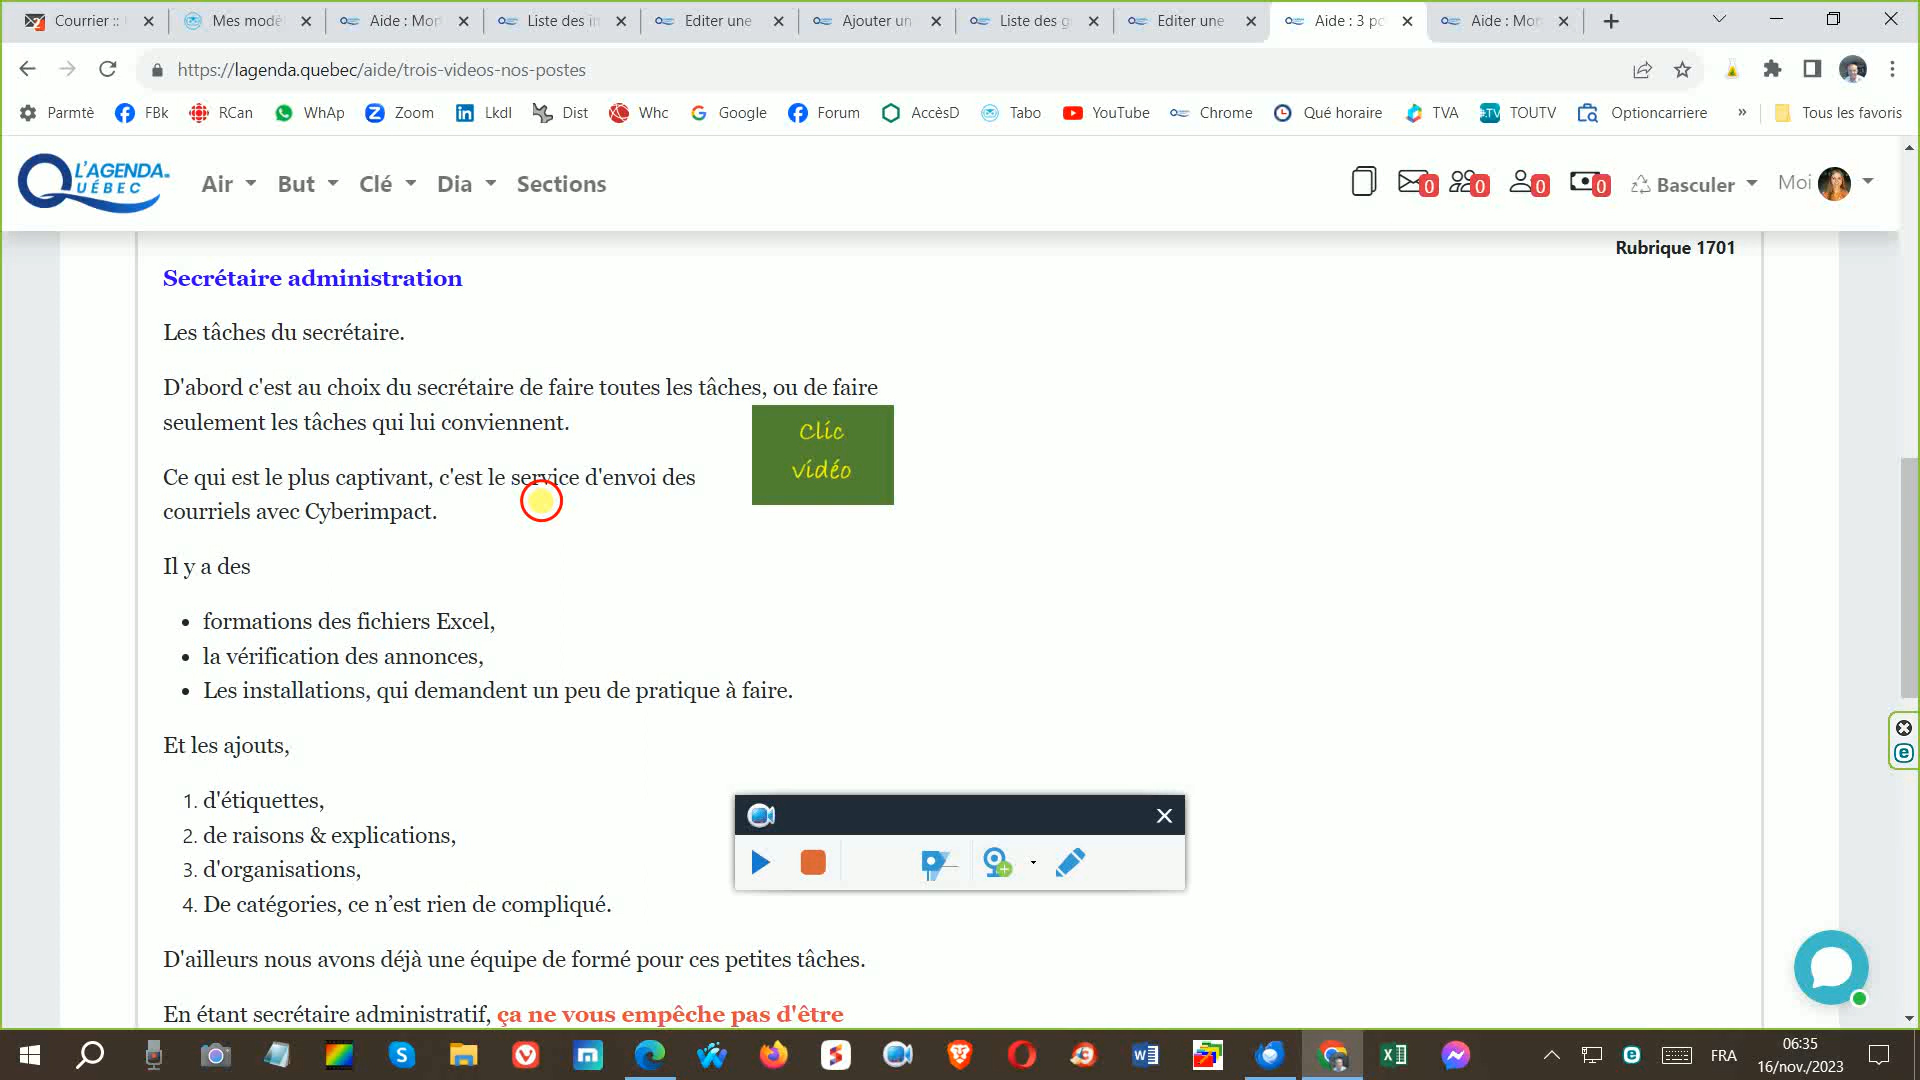 Courrier ::
Mes modè
Aide : Mon
Liste des in
Editer une
Ajouter un
Liste des g
Editer une
Aide : 3 po
Aide : Mon
https://lagenda.quebec/aide/trois-videos-nos-postes
Parmtè FBk RCan WhAp Zoom Lkdl Dist Whc Google Forum AccèsD Tabo YouTube Chrome Qué horaire TVA TOUTV Optioncarriere » Tous les favoris
L'AGENDA.
QUÉBEC
Air But Clé Dia Sections
0 0 0 0 Basculer Moi
Rubrique 1701
Secrétaire administration
Les tâches du secrétaire.
D'abord c'est au choix du secrétaire de faire toutes les tâches, ou de faire
seulement les tâches qui lui conviennent.
Clic
vidéo
Ce qui est le plus captivant, c'est le service d'envoi des
courriels avec Cyberimpact.
Il y a des
• formations des fichiers Excel,
• la vérification des annonces,
• Les installations, qui demandent un peu de pratique à faire.
Et les ajouts,
1. d'étiquettes,
2. de raisons & explications,
3. d'organisations,
4. De catégories, ce n’est rien de compliqué.
D'ailleurs nous avons déjà une équipe de formé pour ces petites tâches.
En étant secrétaire administratif, ça ne vous empêche pas d'être
FRA
06:35
16/nov./2023